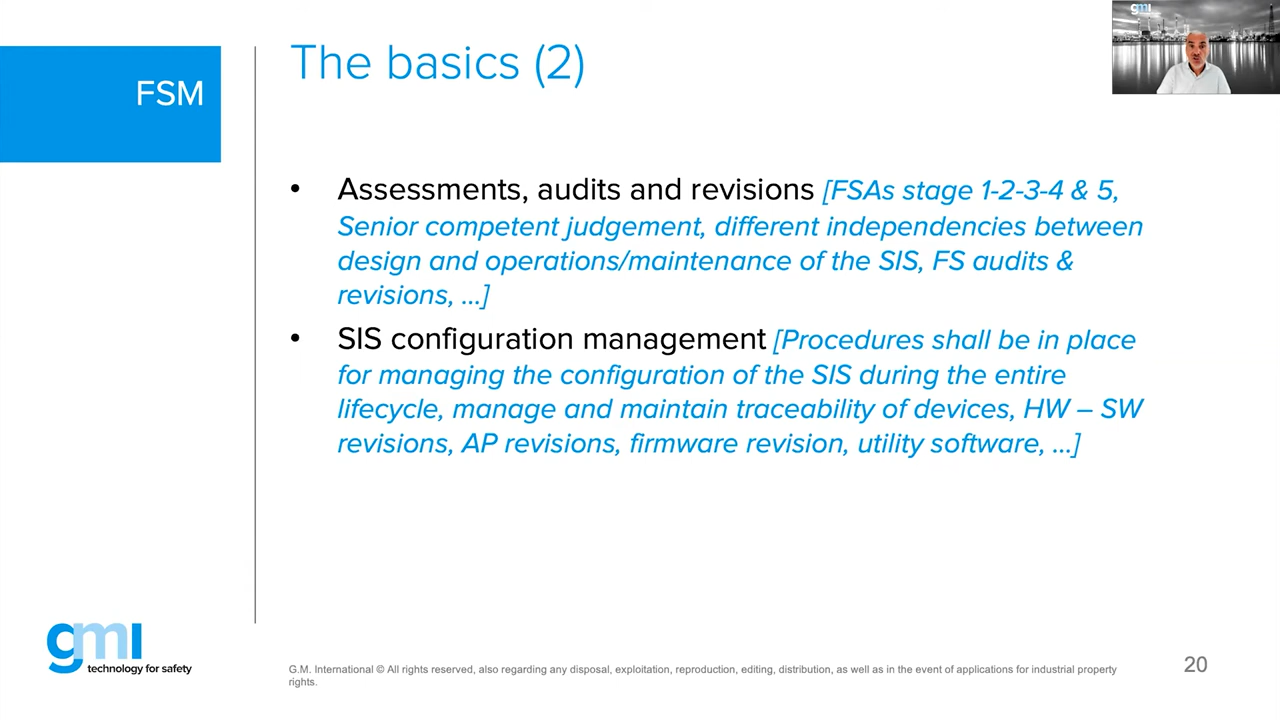 gmi
FSM
The basics (2)
• Assessments, audits and revisions [FSAs stage 1-2-3-4 & 5,
Senior competent judgement, different independencies between
design and operations/maintenance of the SIS, FS audits &
revisions, ...]
• SIS configuration management [Procedures shall be in place
for managing the configuration of the SIS during the entire
lifecycle, manage and maintain traceability of devices, HW – SW
revisions, AP revisions, firmware revision, utility software, ...]
gmi
technology for safety
G.M. International © All rights reserved, also regarding any disposal, exploitation, reproduction, editing, distribution, as well as in the event of applications for industrial property
rights.
20